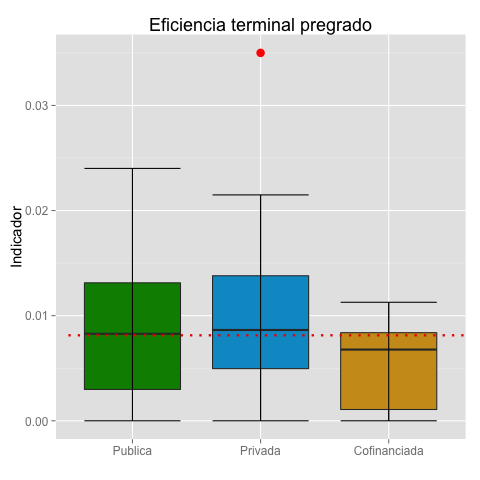 Eficiencia terminal pregrado
Indicador
0.03
0.02
0.01
0.00
Publica
Privada
Cofinanciada